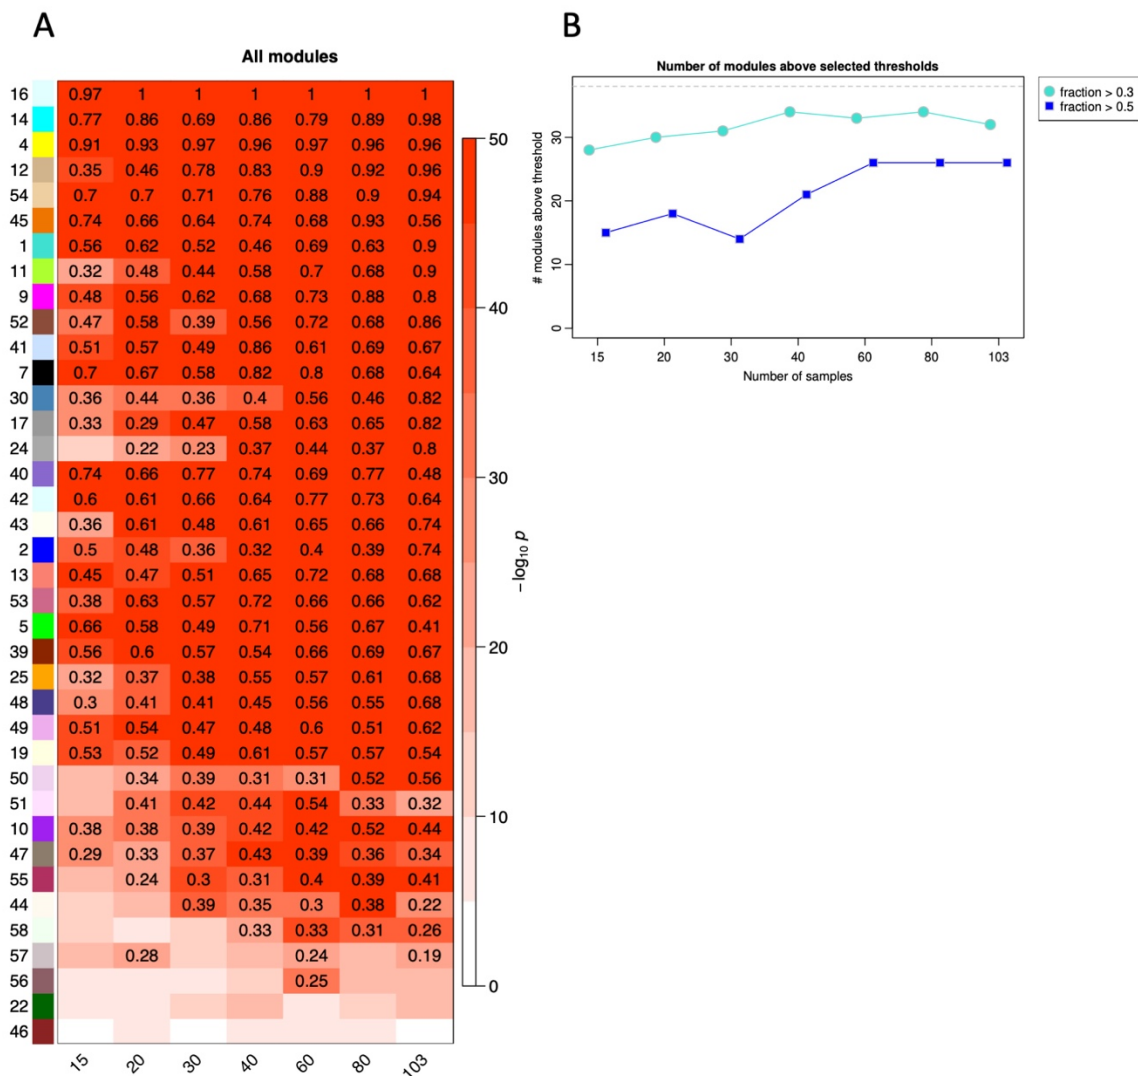 A
All modules
16 0.97 1 1 1 1 1 1
14 0.77 0.86 0.69 0.86 0.79 0.89 0.98
4 0.91 0.93 0.97 0.96 0.97 0.96 0.96
12 0.35 0.46 0.78 0.83 0.9 0.92 0.96
54 0.7 0.7 0.71 0.76 0.88 0.9 0.94
45 0.74 0.66 0.64 0.74 0.68 0.93 0.56
1 0.56 0.62 0.52 0.46 0.69 0.63 0.9
11 0.32 0.48 0.44 0.58 0.7 0.68 0.9
9 0.48 0.56 0.62 0.68 0.73 0.88 0.8
52 0.47 0.58 0.39 0.56 0.72 0.68 0.86
41 0.51 0.57 0.49 0.86 0.61 0.69 0.67
7 0.7 0.67 0.58 0.82 0.8 0.68 0.64
30 0.36 0.44 0.36 0.4 0.56 0.46 0.82
17 0.33 0.29 0.47 0.58 0.63 0.65 0.82
24 0.22 0.23 0.37 0.44 0.37 0.8
40 0.74 0.66 0.77 0.74 0.69 0.77 0.48
42 0.6 0.61 0.66 0.64 0.77 0.73 0.64
43 0.36 0.61 0.48 0.61 0.65 0.66 0.74
2 0.5 0.48 0.36 0.32 0.4 0.39 0.74
13 0.45 0.47 0.51 0.65 0.72 0.68 0.68
53 0.38 0.63 0.57 0.72 0.66 0.66 0.62
5 0.66 0.58 0.49 0.71 0.56 0.67 0.41
39 0.56 0.6 0.57 0.54 0.66 0.69 0.67
25 0.32 0.37 0.38 0.55 0.57 0.61 0.68
48 0.3 0.41 0.41 0.45 0.56 0.55 0.68
49 0.51 0.54 0.47 0.48 0.6 0.51 0.62
19 0.53 0.52 0.49 0.61 0.57 0.57 0.54
50 0.34 0.39 0.31 0.31 0.52 0.56
51 0.41 0.42 0.44 0.54 0.33 0.32
10 0.38 0.38 0.39 0.42 0.42 0.52 0.44
47 0.29 0.33 0.37 0.43 0.39 0.36 0.34
55 0.24 0.3 0.31 0.4 0.39 0.41
44 0.39 0.35 0.3 0.38 0.22
58 0.33 0.33 0.31 0.26
57 0.28 0.24 0.19
56 0.25
22
46
15 20 30 40 60 80 103
50
40
30
20
10
0
−log10 p
B
Number of modules above selected thresholds
fraction > 0.3
fraction > 0.5
# modules above threshold
30
20
10
0
15 20 30 40 60 80 103
Number of samples